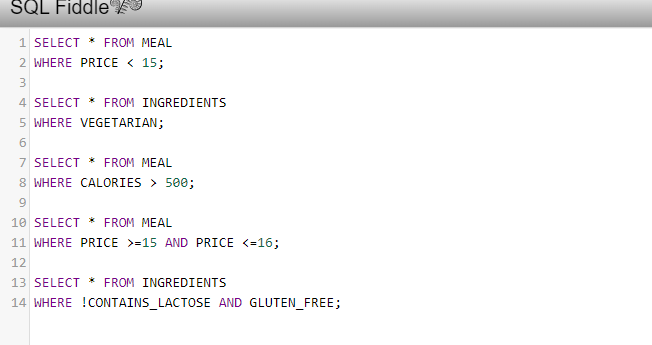 SQL Fiddle
1 SELECT * FROM MEAL
2 WHERE PRICE < 15;
3
4 SELECT * FROM INGREDIENTS
5 WHERE VEGETARIAN;
6
7 SELECT * FROM MEAL
8 WHERE CALORIES > 500;
9
10 SELECT * FROM MEAL
11 WHERE PRICE >=15 AND PRICE <=16;
12
13 SELECT * FROM INGREDIENTS
14 WHERE !CONTAINS_LACTOSE AND GLUTEN_FREE;